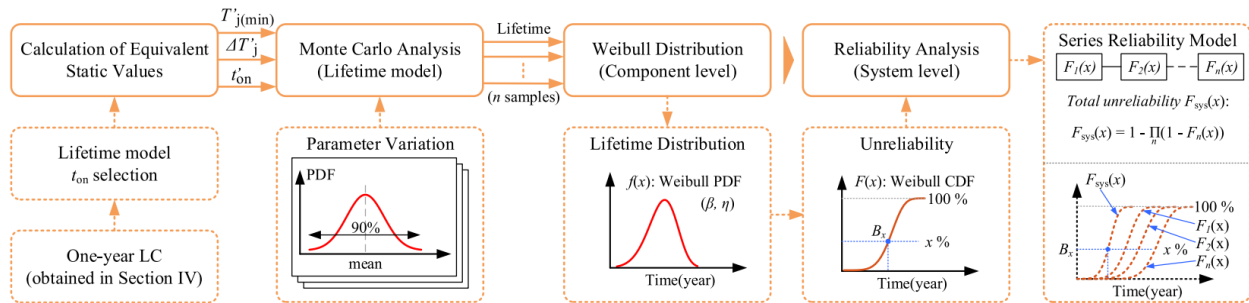 Calculation of Equivalent
Static Values
T'j(min)
ΔT'j
t'on
Monte Carlo Analysis
(Lifetime model)
Lifetime
(n samples)
Weibull Distribution
(Component level)
Reliability Analysis
(System level)
Series Reliability Model
F1(x)
F2(x)
Fn(x)
Total unreliability Fsys(x):
Fsys(x) = 1 - ∏n(1 - Fn(x))
Lifetime model
ton selection
One-year LC
(obtained in Section IV)
Parameter Variation
PDF
90%
mean
Lifetime Distribution
f(x): Weibull PDF
(β, η)
Time(year)
Unreliability
F(x): Weibull CDF
100 %
Bx
x %
Time(year)
Fsys(x)
100 %
F1(x)
F2(x)
Fn(x)
Bx
x %
Time(year)